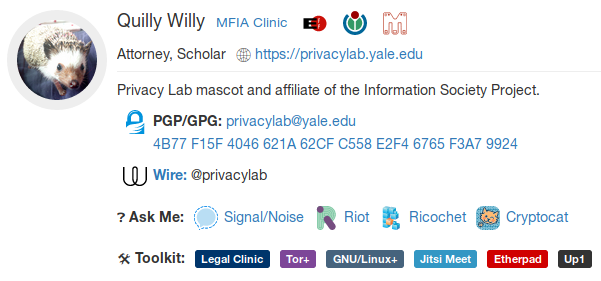 Quilly Willy MFIA Clinic
Attorney, Scholar https://privacylab.yale.edu
Privacy Lab mascot and affiliate of the Information Society Project.
PGP/GPG: privacylab@yale.edu
4B77 F15F 4046 621A 62CF C558 E2F4 6765 F3A7 9924
Wire: @privacylab
? Ask Me: Signal/Noise Riot Ricochet Cryptocat
Toolkit: Legal Clinic Tor+ GNU/Linux+ Jitsi Meet Etherpad Up1